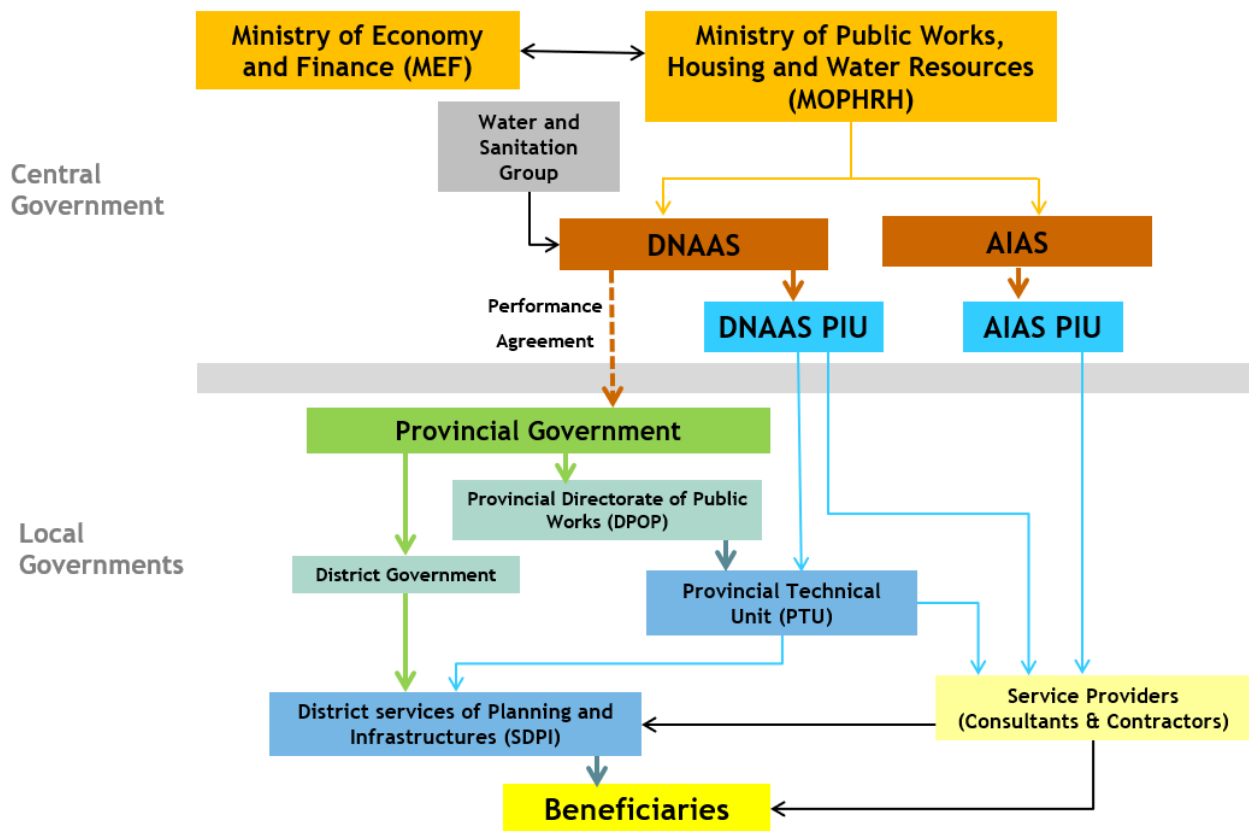 Ministry of Economy
and Finance (MEF)
Ministry of Public Works,
Housing and Water Resources
(MOPHRH)
Water and
Sanitation
Group
Central
Government
DNAAS
AIAS
Performance
Agreement
DNAAS PIU
AIAS PIU
Provincial Government
Provincial Directorate of Public
Works (DPOP)
Local
Governments
District Government
Provincial Technical
Unit (PTU)
District services of Planning and
Infrastructures (SDPI)
Service Providers
(Consultants & Contractors)
Beneficiaries